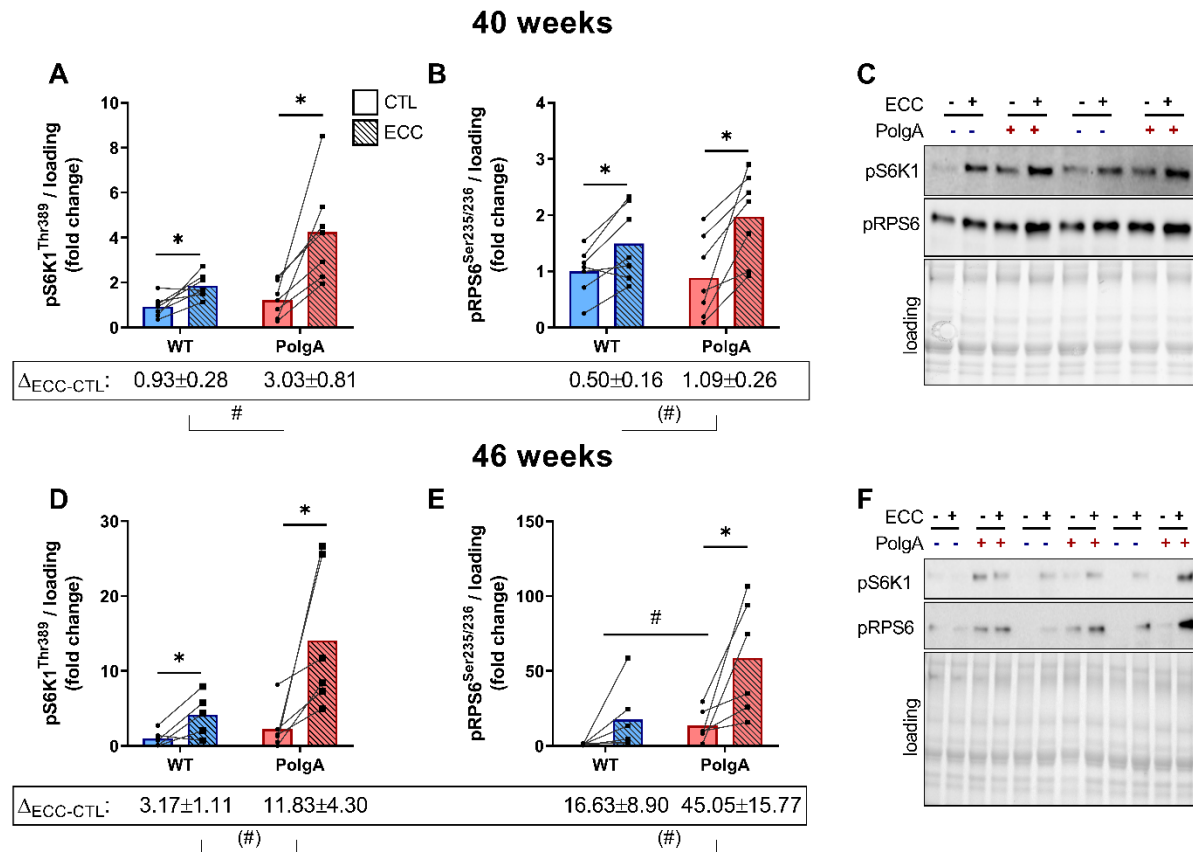 40 weeks
A
pS6K1Thr389 / loading
(fold change)
10
8
6
4
2
0
*
*
WT
PolgA
CTL
ECC
B
pRPS6Ser235/236 / loading
(fold change)
4
3
2
1
0
*
*
WT
PolgA
C
ECC - + - + - + - +
PolgA - - + + - - + +
pS6K1
pRPS6
loading
ΔECC-CTL: 0.93±0.28 3.03±0.81 0.50±0.16 1.09±0.26
# (#)
46 weeks
D
pS6K1Thr389 / loading
(fold change)
30
20
10
0
*
*
WT
PolgA
E
pRPS6Ser235/236 / loading
(fold change)
150
100
50
0
#
*
WT
PolgA
F
ECC - + - + - + - + - + - +
PolgA - - + + - - + + - - + +
pS6K1
pRPS6
loading
ΔECC-CTL: 3.17±1.11 11.83±4.30 16.63±8.90 45.05±15.77
(#) (#)